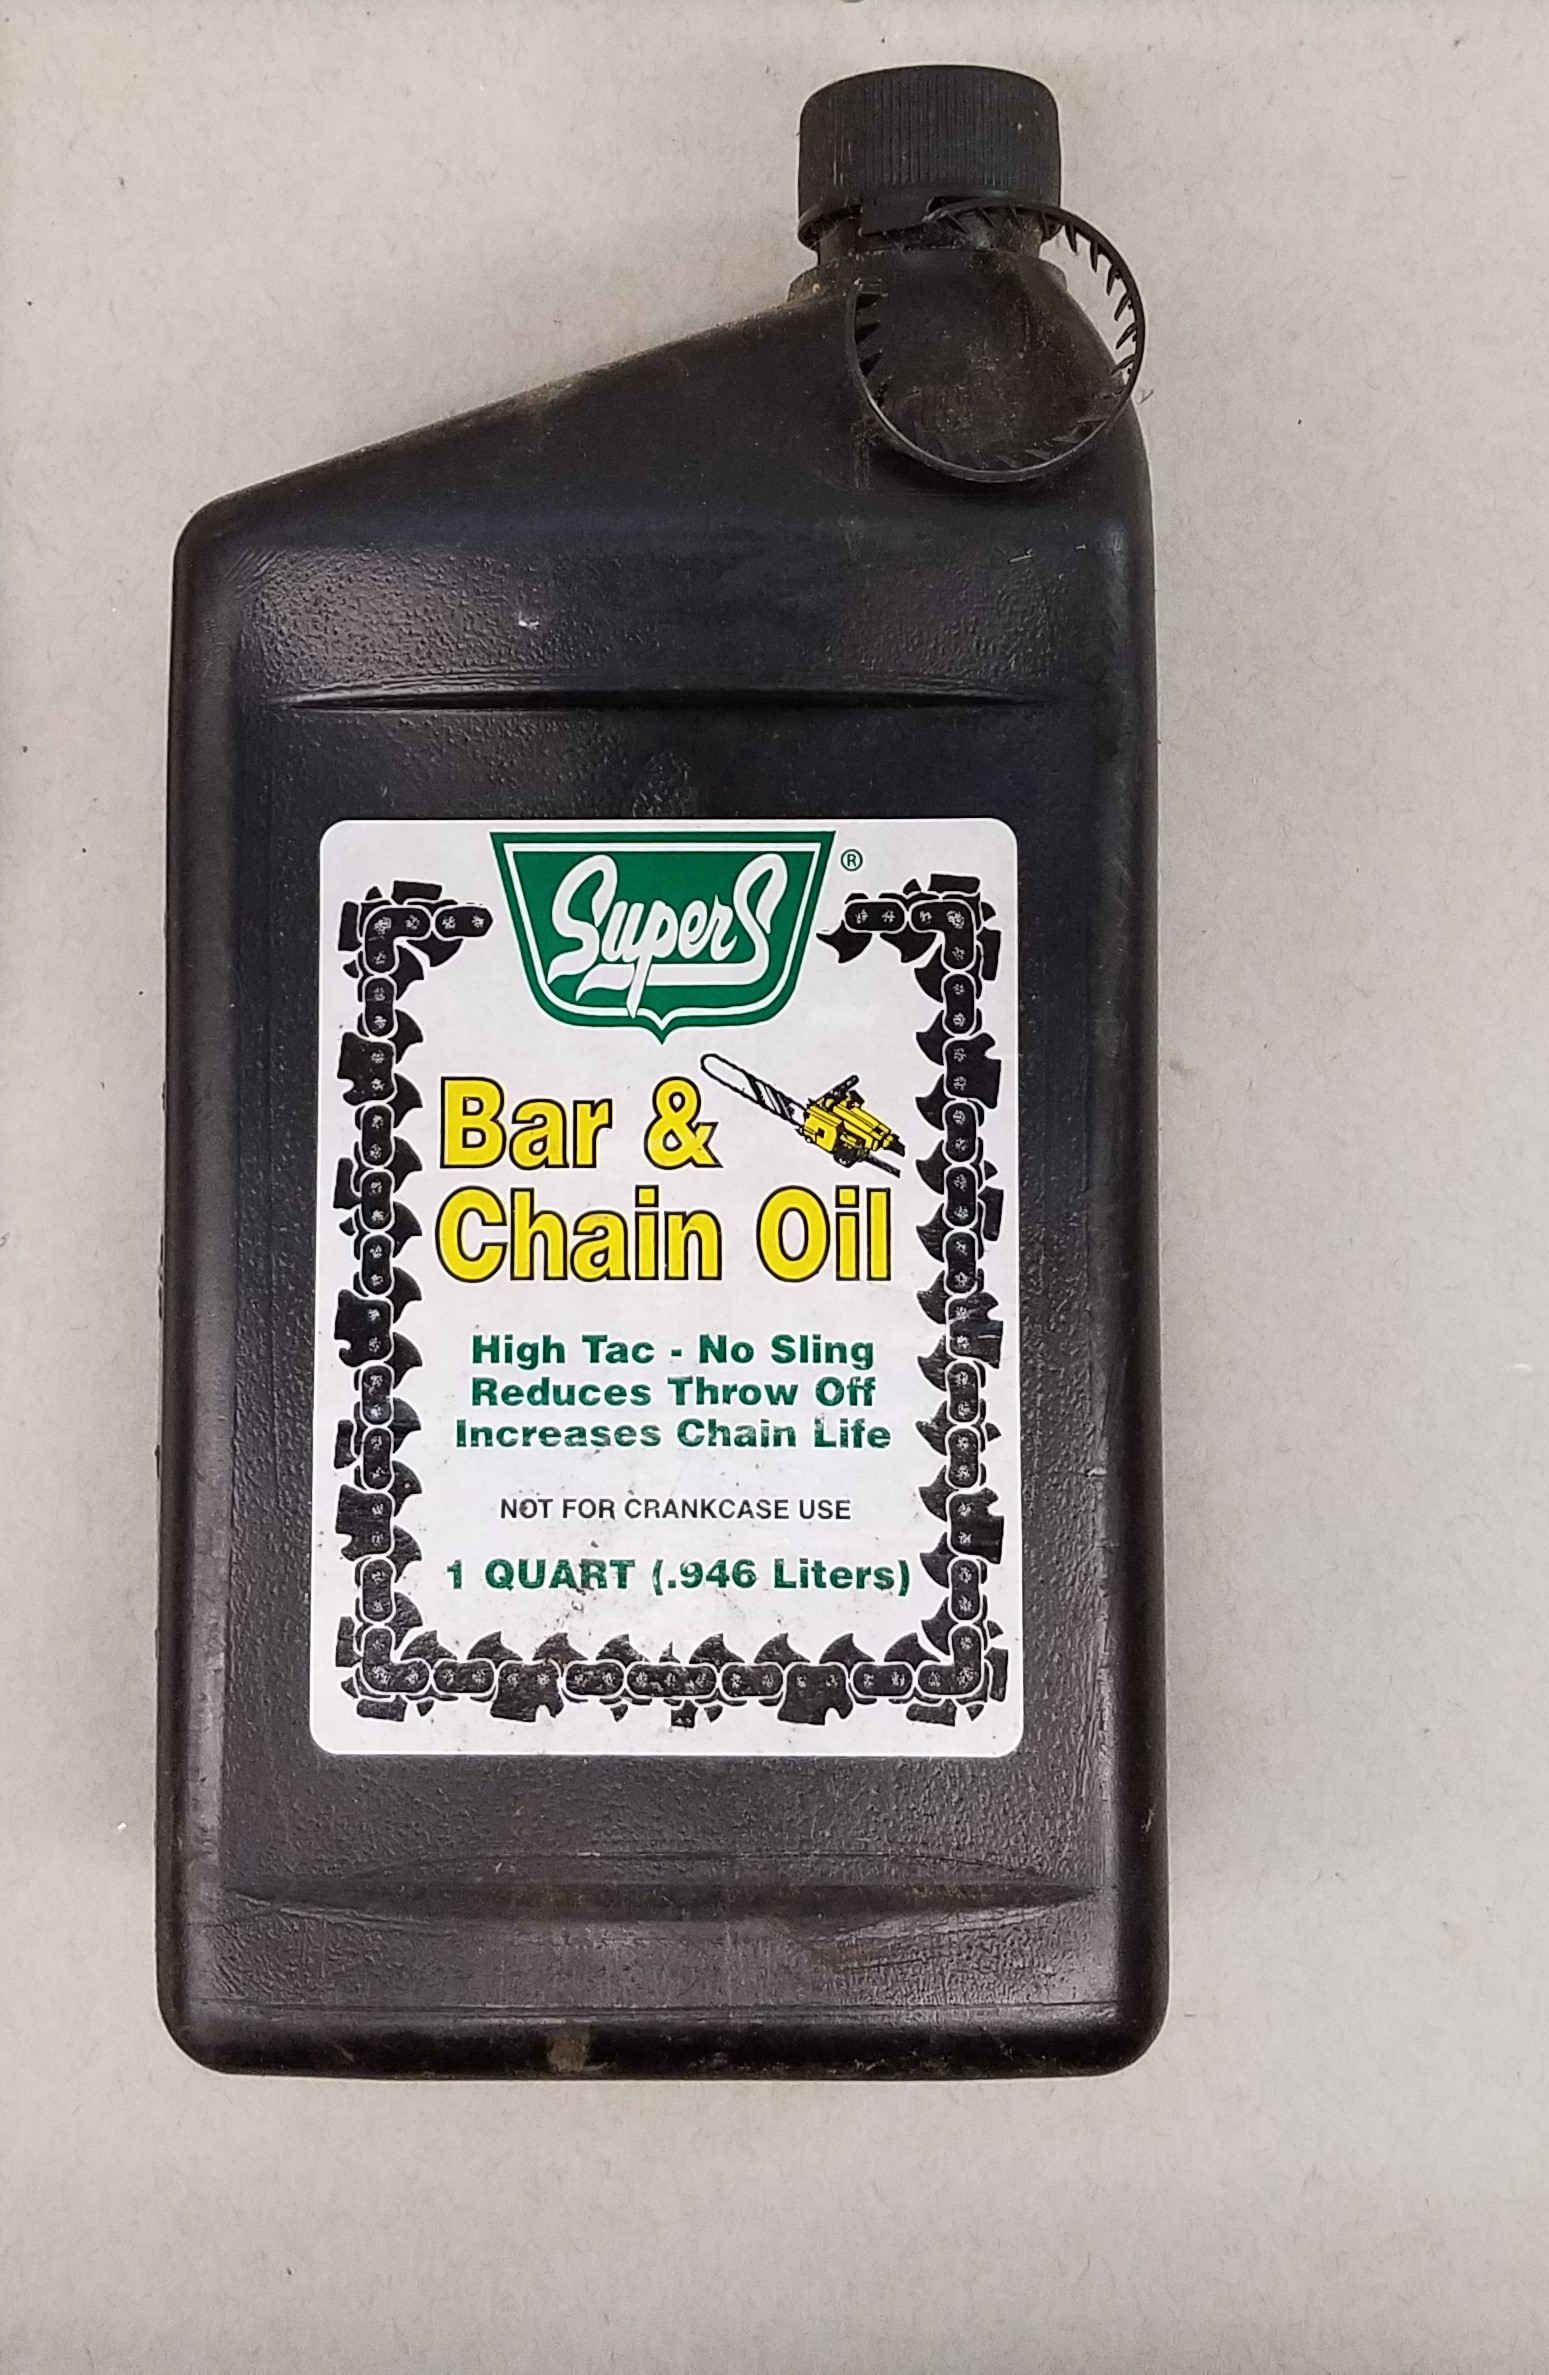 SuperS ®
Bar &
Chain Oil
High Tac - No Sling
Reduces Throw Off
Increases Chain Life
NOT FOR CRANKCASE USE
1 QUART (.946 Liters)